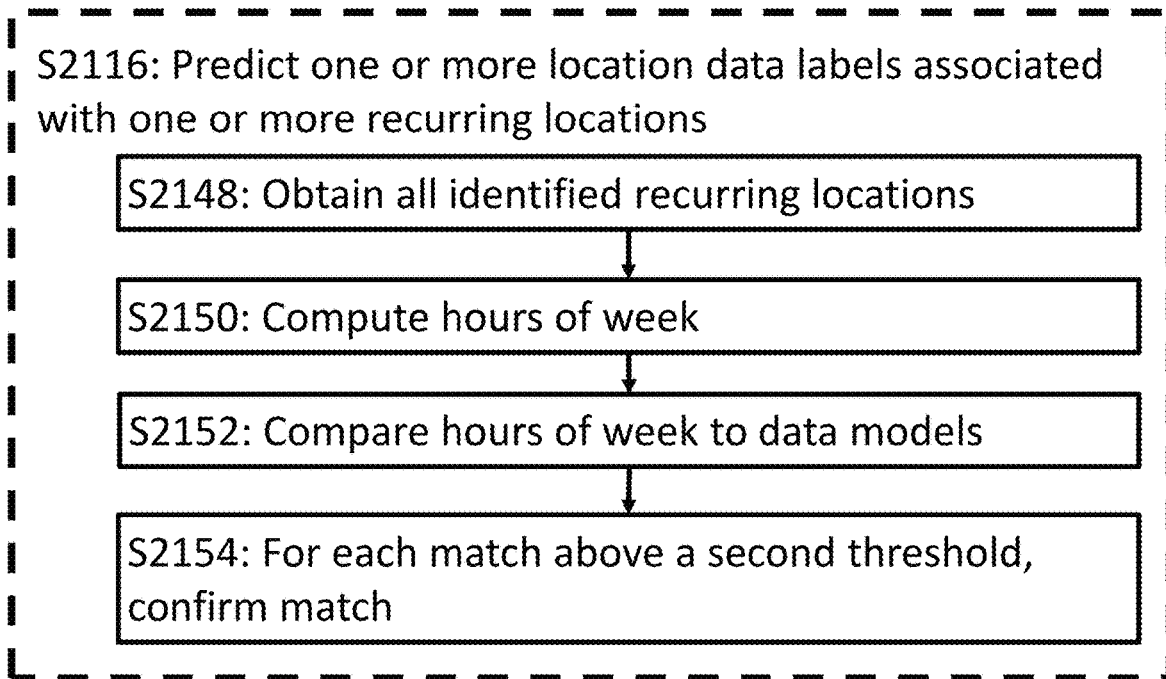 S2116: Predict one or more location data labels associated
with one or more recurring locations
S2148: Obtain all identified recurring locations
S2150: Compute hours of week
S2152: Compare hours of week to data models
S2154: For each match above a second threshold,
confirm match